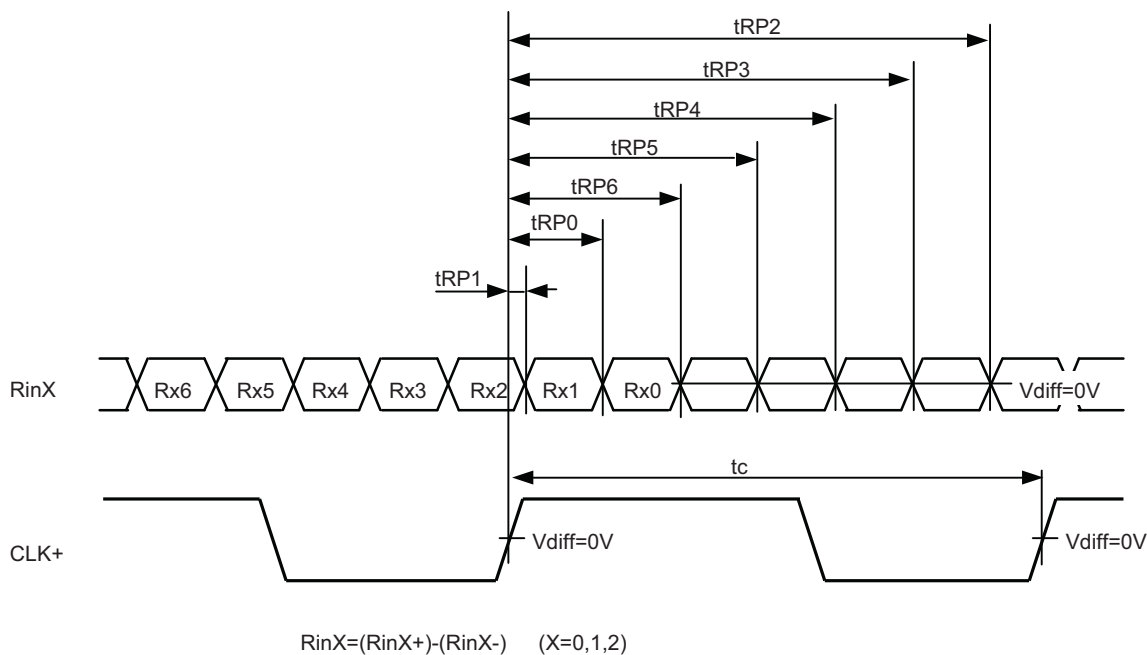 tRP2
tRP3
tRP4
tRP5
tRP6
tRP0
tRP1
RinX Rx6 Rx5 Rx4 Rx3 Rx2 Rx1 Rx0 Vdiff=0V
tc
CLK+ Vdiff=0V Vdiff=0V
RinX=(RinX+)-(RinX-) (X=0,1,2)